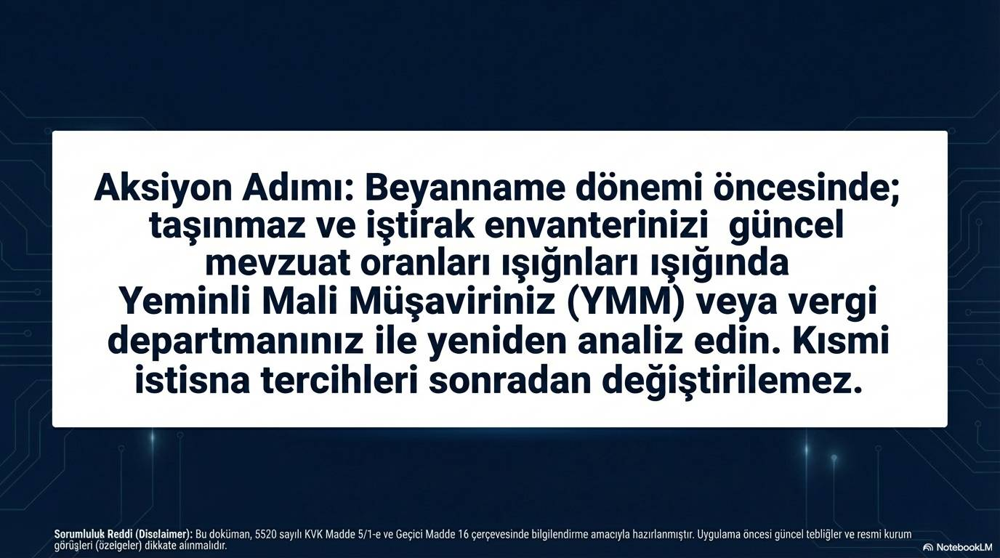 Aksiyon Adımı: Beyanname dönemi öncesinde;
taşınmaz ve iştirak envanterinizi güncel
mevzuat oranları ışığnları ışığında
Yeminli Mali Müşaviriniz (YMM) veya vergi
departmanınız ile yeniden analiz edin. Kısmi
istisna tercihleri sonradan değiştirilemez.
Sorumluluk Reddi (Disclaimer): Bu doküman, 5520 sayılı KVK Madde 5/1-e ve Geçici Madde 16 çerçevesinde bilgilendirme amacıyla hazırlanmıştır. Uygulama öncesi güncel tebliğler ve resmi kurum
görüşleri (özelgeler) dikkate alınmalıdır.
NotebookLM